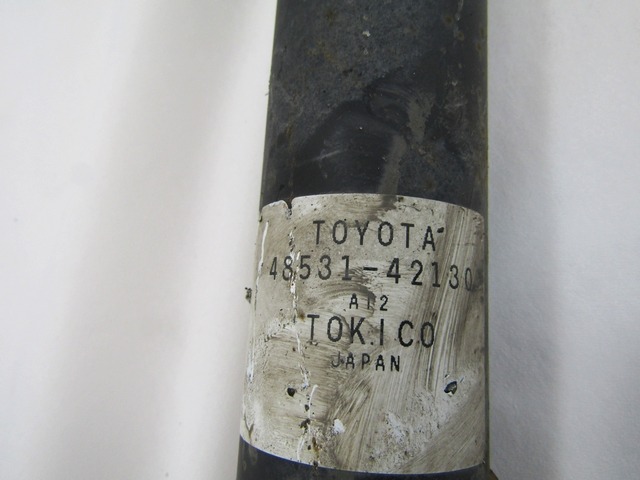 TOYOTA
48531-42130
A12
TOKICO
JAPAN